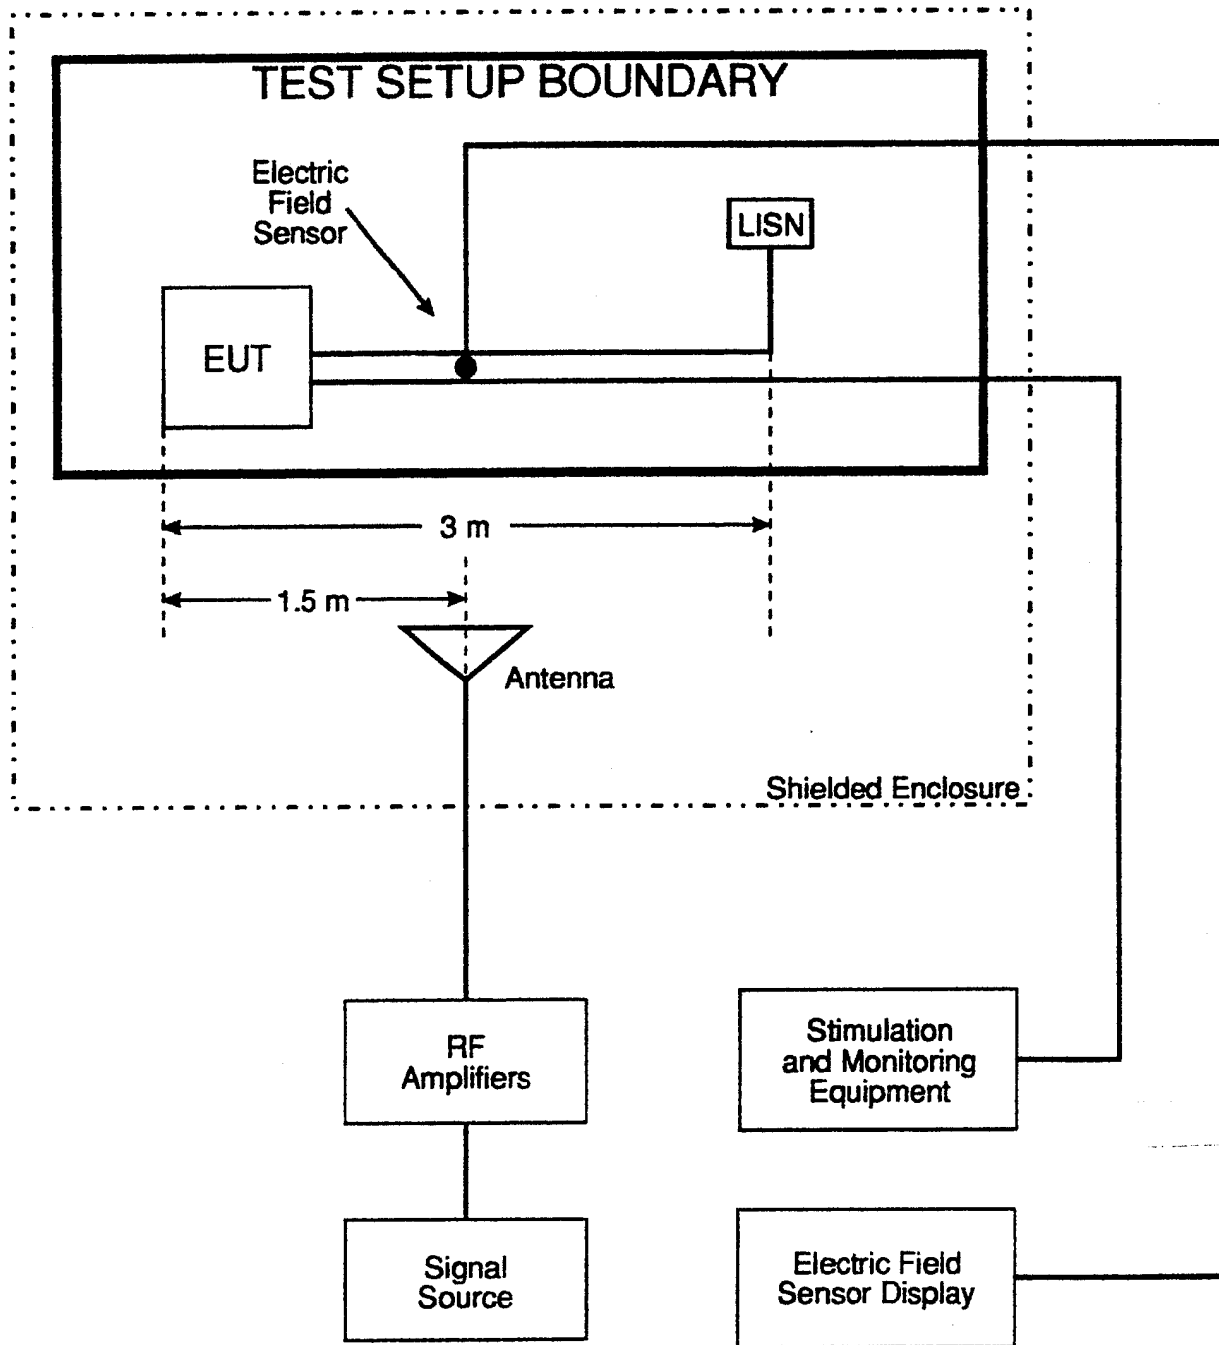 TEST SETUP BOUNDARY
Electric
Field
Sensor
LISN
EUT
3 m
1.5 m
Antenna
Shielded Enclosure
RF
Amplifiers
Stimulation
and Monitoring
Equipment
Signal
Source
Electric Field
Sensor Display